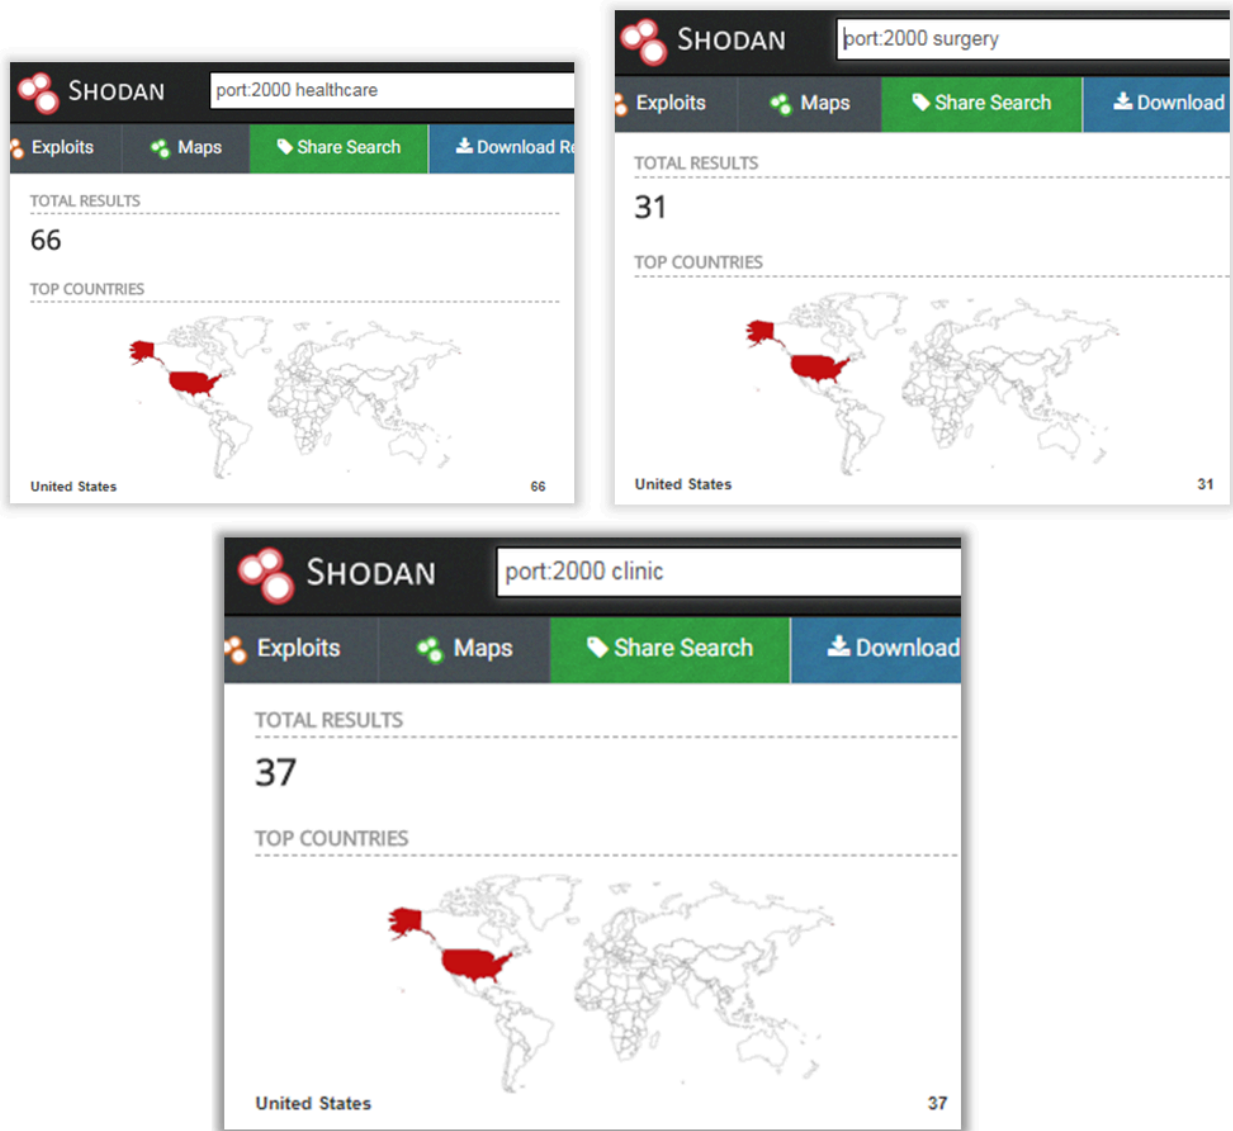 SHODAN
port:2000 healthcare
Exploits
Maps
Share Search
Download Re
TOTAL RESULTS
66
TOP COUNTRIES
United States 66
SHODAN
port:2000 surgery
Exploits
Maps
Share Search
Download
TOTAL RESULTS
31
TOP COUNTRIES
United States 31
SHODAN
port:2000 clinic
Exploits
Maps
Share Search
Download
TOTAL RESULTS
37
TOP COUNTRIES
United States 37